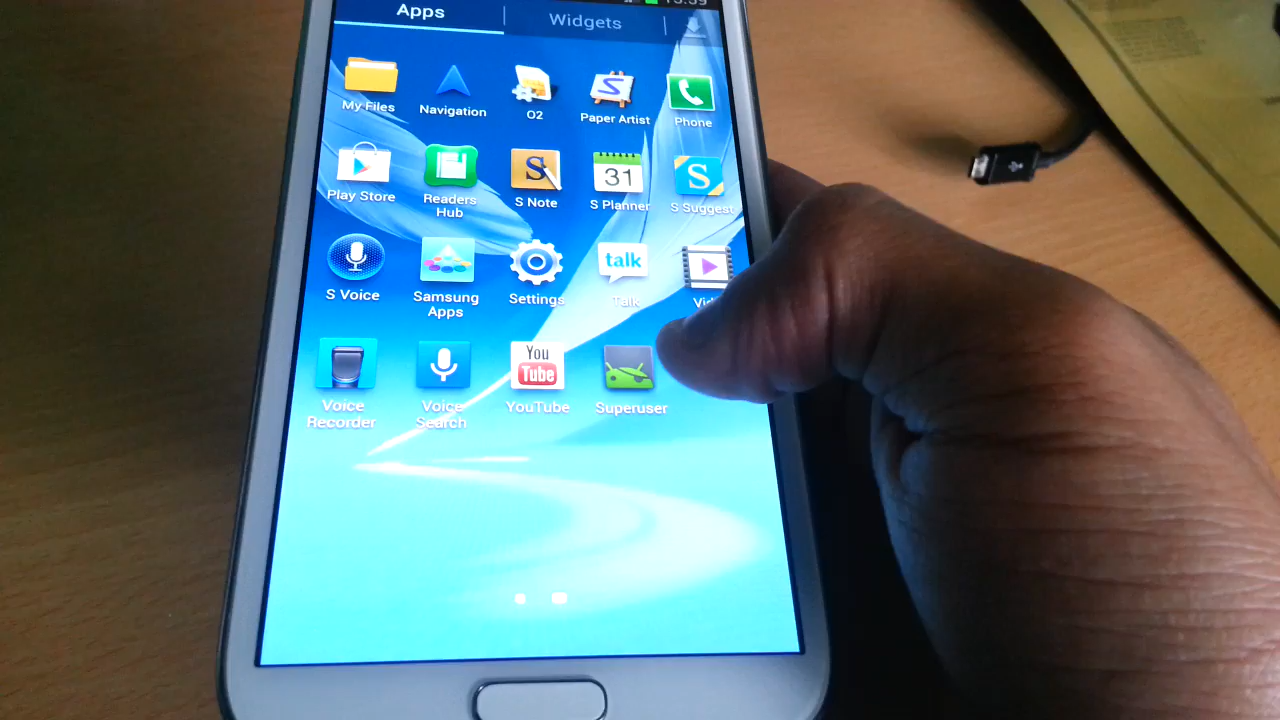 Apps
Widgets
My Files
Navigation
O2
Paper Artist
Phone
Play Store
Readers
Hub
S
S Note
31
S Planner
S
S Suggest
S Voice
Samsung
Apps
Settings
talk
Talk
Voice
Recorder
Voice
Search
You
Tube
YouTube
Superuser